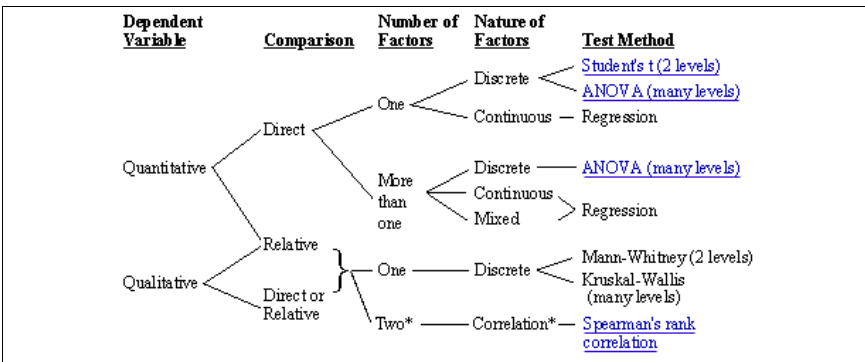 Dependent Variable
Comparison
Number of Factors
Nature of Factors
Test Method
Quantitative
Direct
One
Discrete
Student's t (2 levels)
ANOVA (many levels)
Continuous
Regression
More than one
Discrete
ANOVA (many levels)
Continuous
Mixed
Regression
Relative
Qualitative
Direct or Relative
One
Discrete
Mann-Whitney (2 levels)
Kruskal-Wallis
(many levels)
Two*
Correlation*
Spearman's rank
correlation